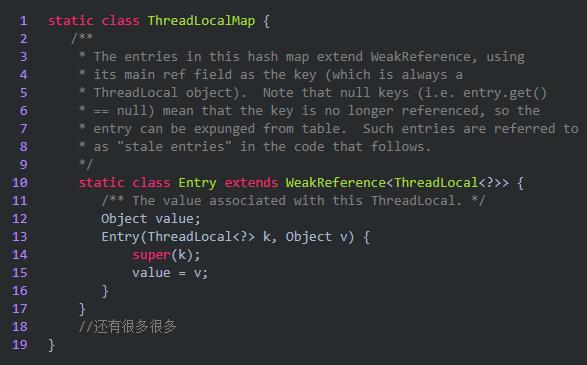 1 static class ThreadLocalMap {
2 /**
3 * The entries in this hash map extend WeakReference, using
4 * its main ref field as the key (which is always a
5 * ThreadLocal object).  Note that null keys (i.e. entry.get()
6 * == null) mean that the key is no longer referenced, so the
7 * entry can be expunged from table.  Such entries are referred to
8 * as "stale entries" in the code that follows.
9 */
10 static class Entry extends WeakReference<ThreadLocal<?>> {
11 /** The value associated with this ThreadLocal. */
12 Object value;
13 Entry(ThreadLocal<?> k, Object v) {
14 super(k);
15 value = v;
16 }
17 }
18 //还有很多很多
19 }